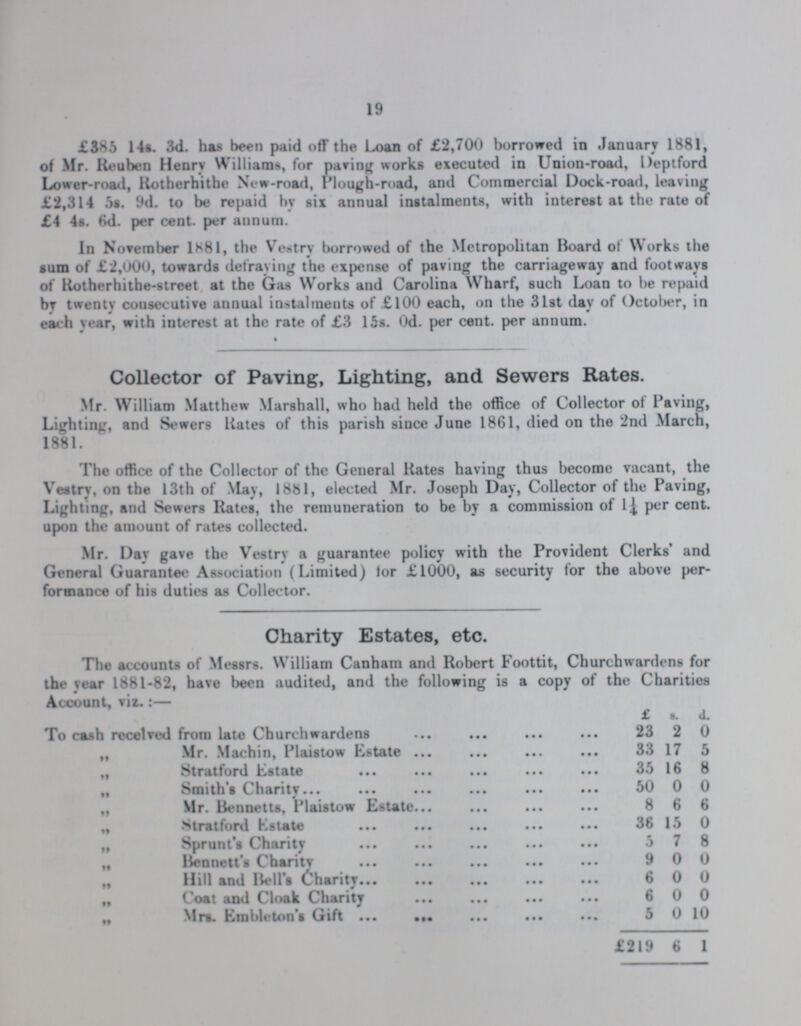 19
£385 14s. 3d. has been paid off the Loan of £2,700 borrowed in January 1881,
of Mr. Reuben Henry Williams, for paving works executed in Union-road, Deptford
Lower-road, Rotherhithe New-road, Plough-road, and Commercial Dock-road, leaving
£2,314 5s. 9d. to be repaid by six annual instalments, with interest at the rate of
£4 4s. 6d. per cent. per annum.
In November 1881, the Vestry borrowed of the Metropolitan Board of Works the
sum of £2,000, towards defraying the expense of paving the carriageway and footways
of Rotherhithe-street at the Gas Works and Carolina Wharf, such Loan to be repaid
by twenty consecutive annual instalments of £100 each, on the 31st day of October, in
each year, with interest at the rate of £3 15s. 0d. per cent. per annum.
Collector of Paving, Lighting, and Sewers Rates.
Mr. William Matthew Marshall, who had held the office of Collector of Paving,
Lighting, and Sewers Rates of this parish since June 1861, died on the 2nd March,
1881.
The office of the Collector of the General Rates having thus become vacant, the
Vestry, on the 13th of May, 1881, elected Mr. Joseph Day, Collector of the Paving,
Lighting, and Sewers Rates, the remuneration to be by a commission of 1¼ per cent.
upon the amount of rates collected.
Mr. Day gave the Vestry a guarantee policy with the Provident Clerks' and
General Guarantee Association (Limited) for £1000, as security for the above per-
formance of his duties as Collector.
Charity Estates, etc.
The accounts of Messrs. William Canham and Robert Foottit, Churchwardens for
the year 1881-82, have been audited, and the following is a copy of the Charities
Account, viz. :—
£ s. d.
To cash received from late Churchwardens ... ... ... ... 23 2 0
„ Mr. Machin, Plaistow Estate ... ... ... ... ... 33 17 5
„ Stratford Estate ... ... ... ... ... 35 16 8
„ Smith's Charity... ... ... ... ... ... 50 0 0
„ Mr. Bennetts, Plaistow Estate... ... ... ... ... 8 6 6
„ Stratford Estate ... ... ... ... ... 36 15 0
„ Sprunt's Charity ... ... ... ... ... 5 7 8
„ Bennett's Charity ... ... ... ... ... 9 0 0
„ Hill and Bell's Charity... ... ... ... ... 6 0 0
„ Coat and Cloak Charity ... ... ... ... 6 0 0
„ Mrs. Embleton's Gift ... ... ... ... ... 5 0 10
£219 6 1